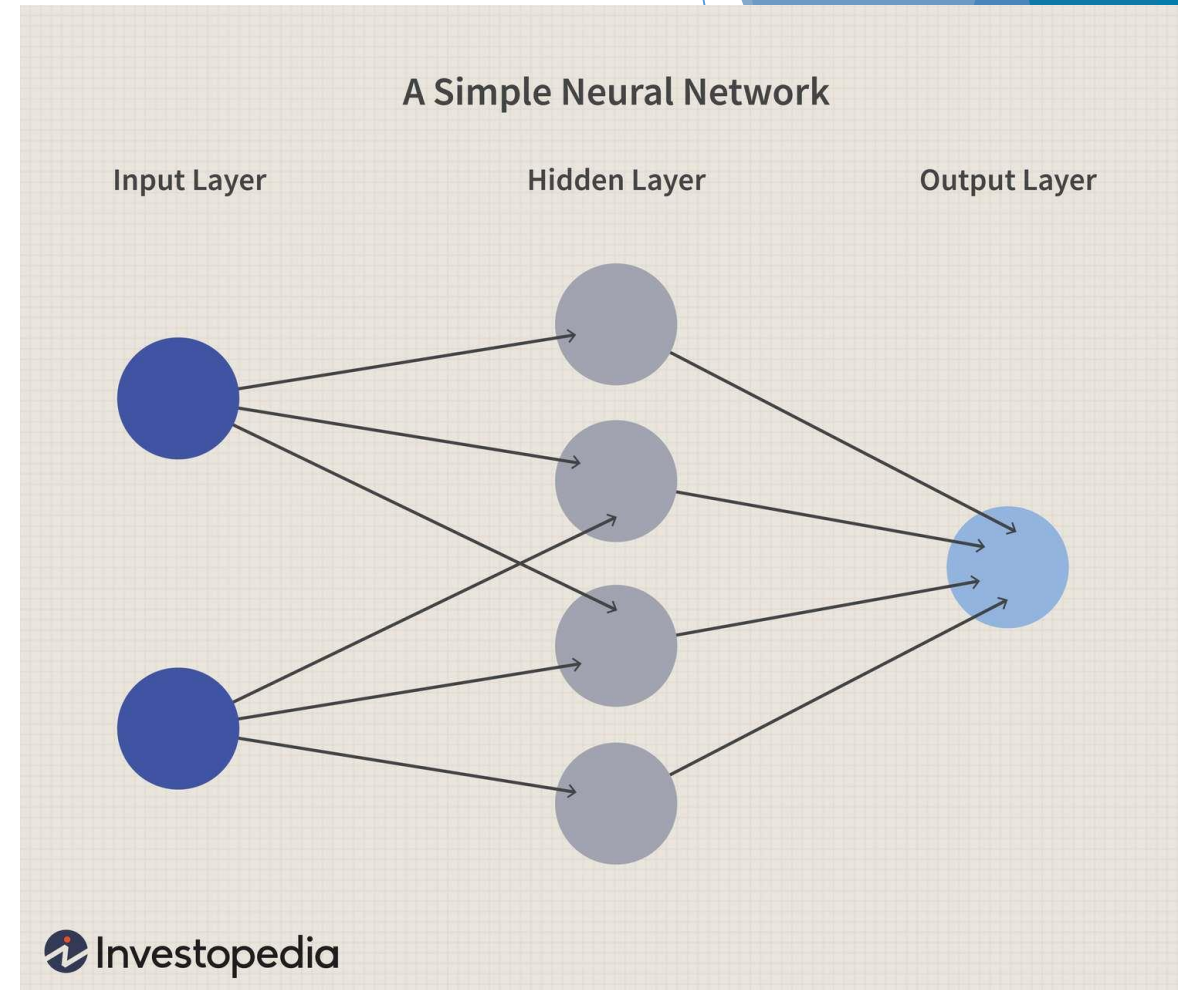 A Simple Neural Network
Input Layer
Hidden Layer
Output Layer
Investopedia